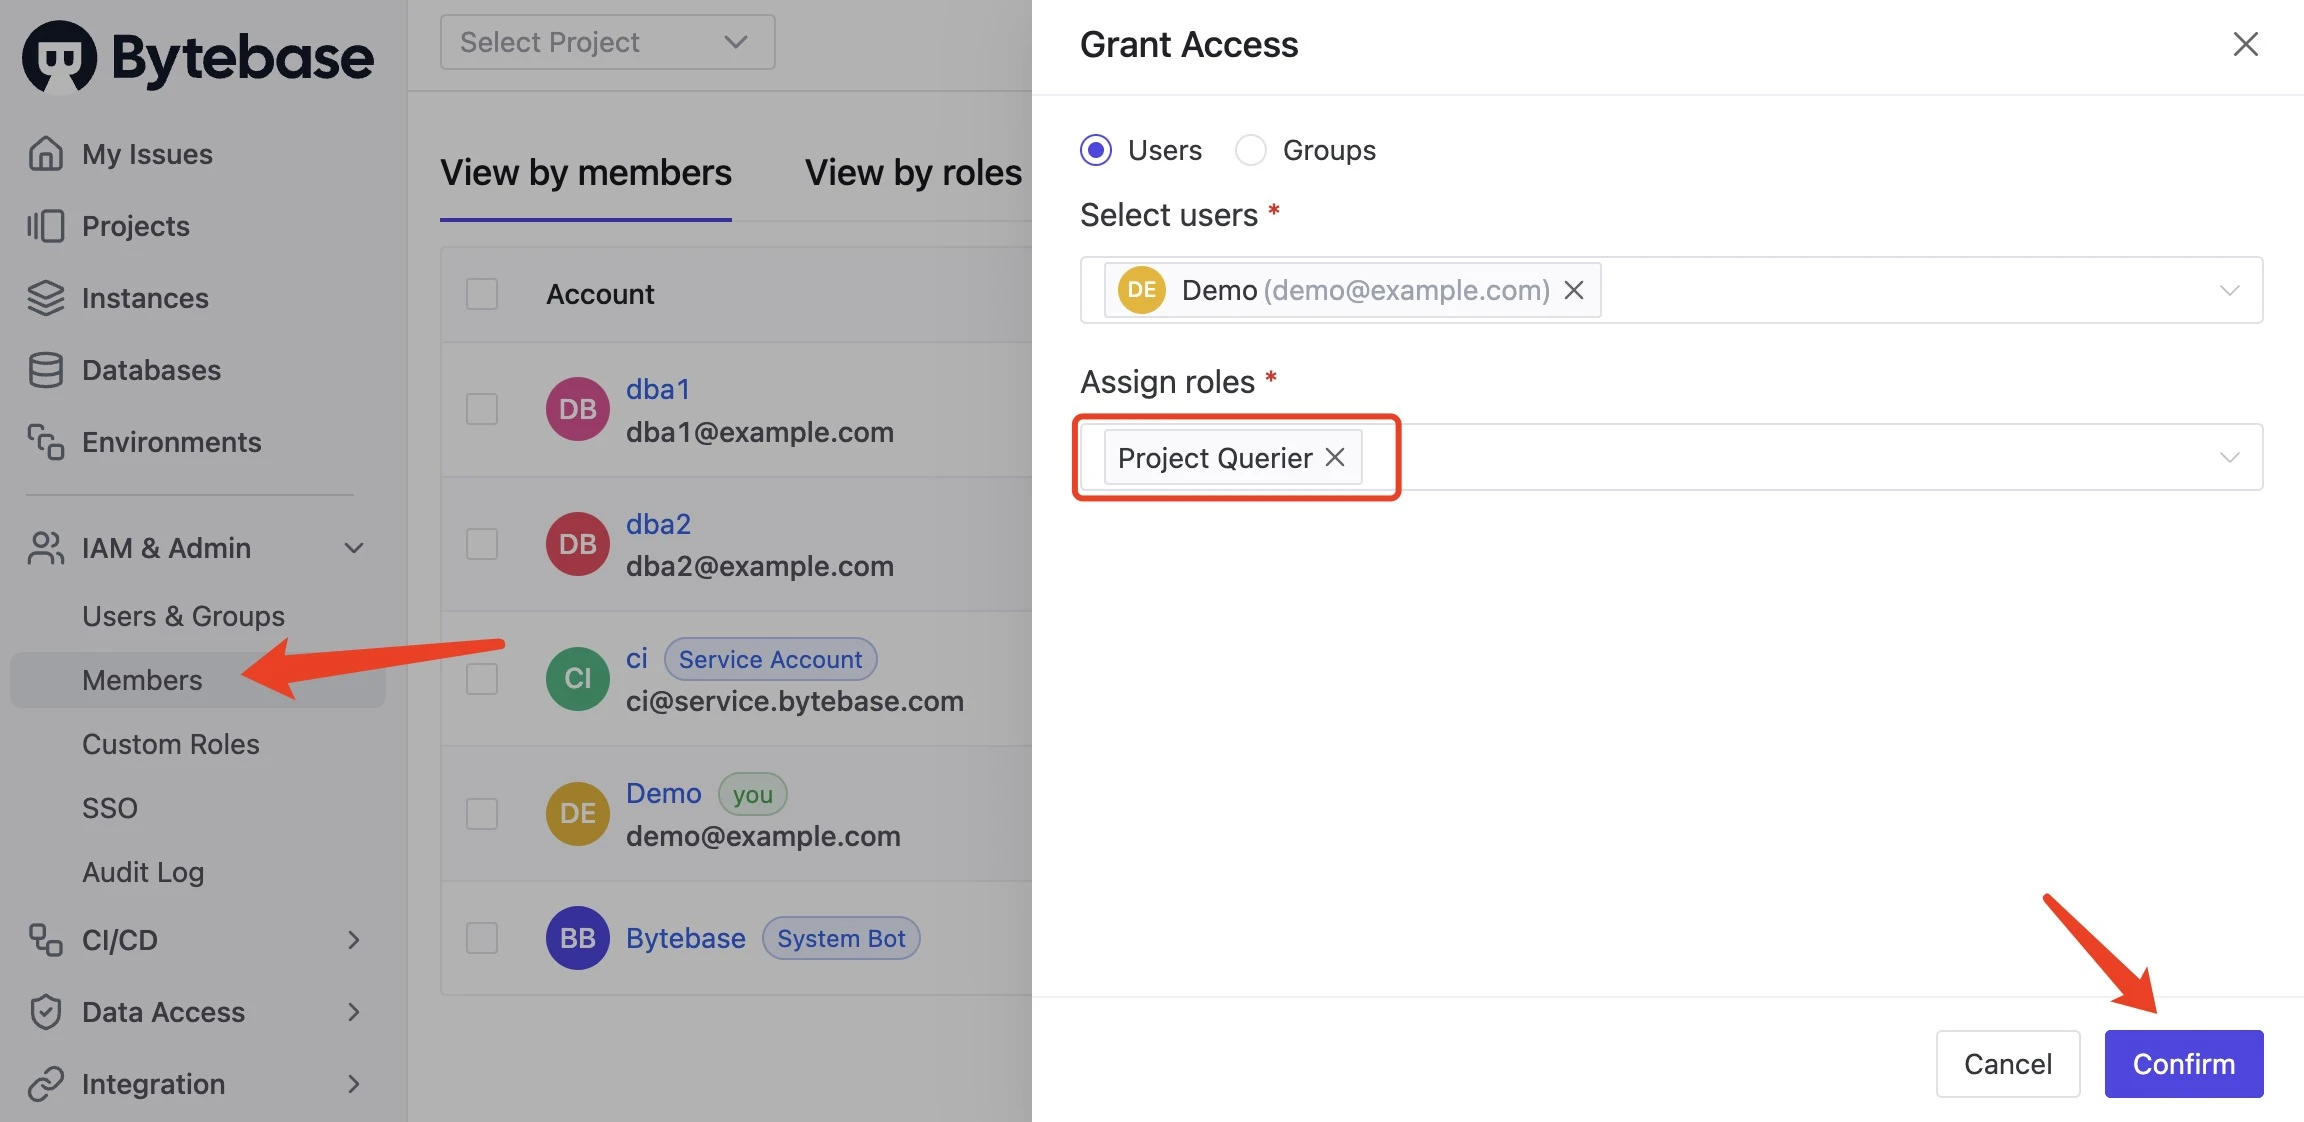 Bytebase
My Issues
Projects
Instances
Databases
Environments
IAM & Admin
Users & Groups
Members
Custom Roles
SSO
Audit Log
CI/CD
Data Access
Integration
Select Project
View by members View by roles
Account
DB dba1
dba1@example.com
DB dba2
dba2@example.com
CI ci Service Account
ci@service.bytebase.com
DE Demo you
demo@example.com
BB Bytebase System Bot
Grant Access
Users Groups
Select users *
DE Demo (demo@example.com)
Assign roles *
Project Querier
Cancel Confirm